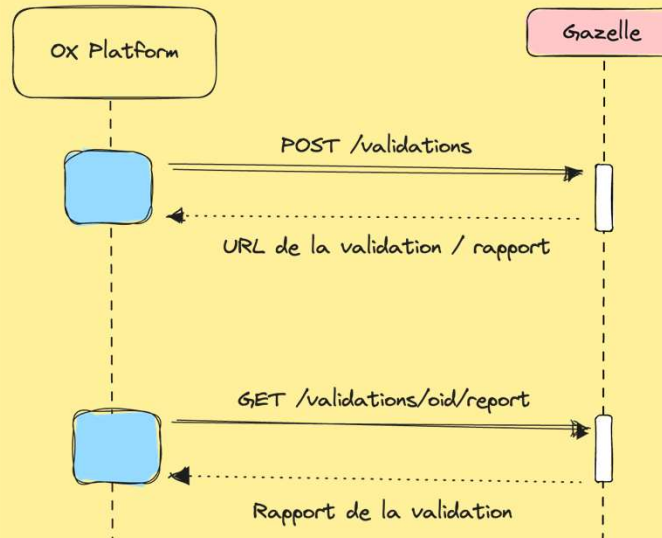 OX Platform
Gazelle
POST /validations
URL de la validation / rapport
GET /validations/oid/report
Rapport de la validation